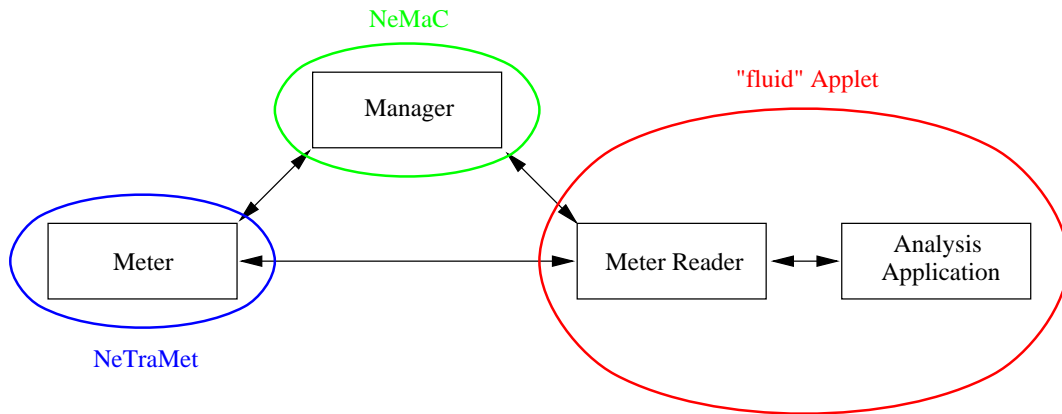 NeMaC
"fluid" Applet
Manager
Meter
Meter Reader
Analysis
Application
NeTraMet